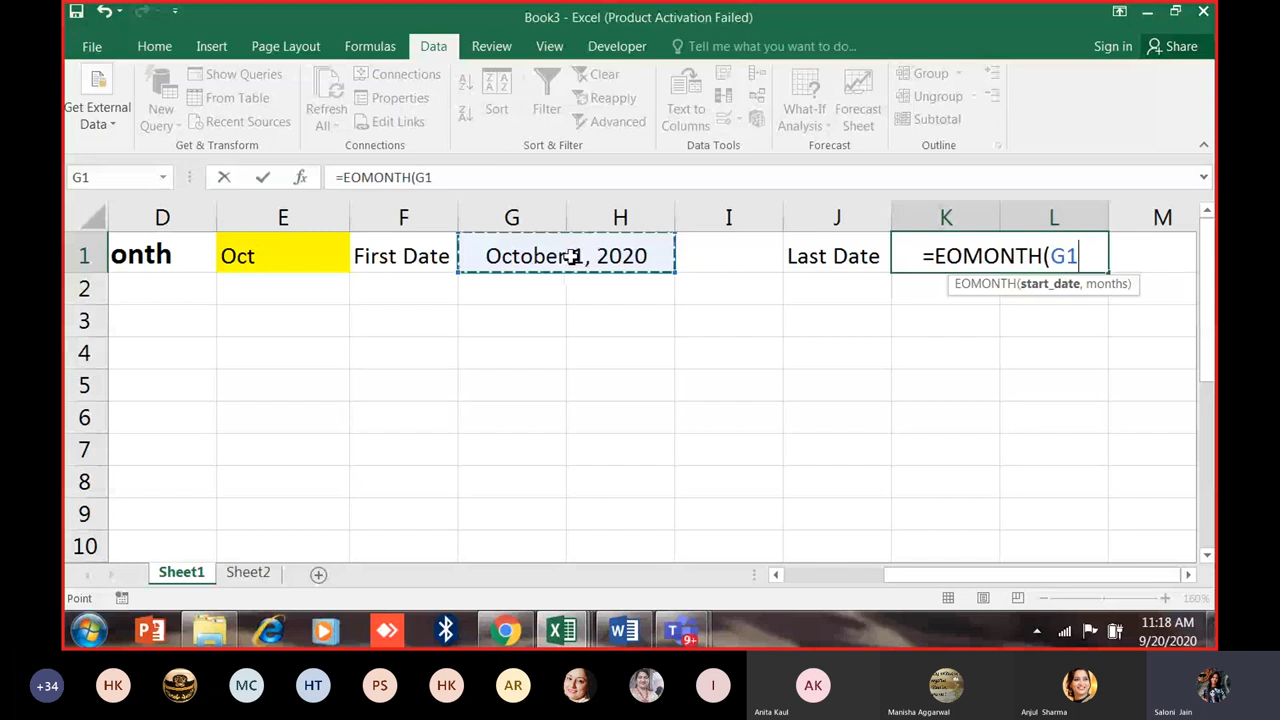 Book3 - Excel (Product Activation Failed)
File Home Insert Page Layout Formulas Data Review View Developer Tell me what you want to do... Sign in Share
Get External Data
New Query
Show Queries
From Table
Recent Sources
Get & Transform
Refresh All
Connections
Properties
Edit Links
Connections
Sort
Filter
Clear
Reapply
Advanced
Sort & Filter
Text to Columns
Data Tools
What-If Analysis
Forecast Sheet
Forecast
Group
Ungroup
Subtotal
Outline
G1 fx =EOMONTH(G1
D E F G H I J K L M
1 onth Oct First Date October 1, 2020 Last Date =EOMONTH(G1
EOMONTH(start_date, months)
2
3
4
5
6
7
8
9
10
Sheet1 Sheet2
Point 160%
9+
11:18 AM
9/20/2020
+34 HK MC HT PS HK AR I AK
Anita Kaul Manisha Aggarwal Anjul Sharma Saloni Jain